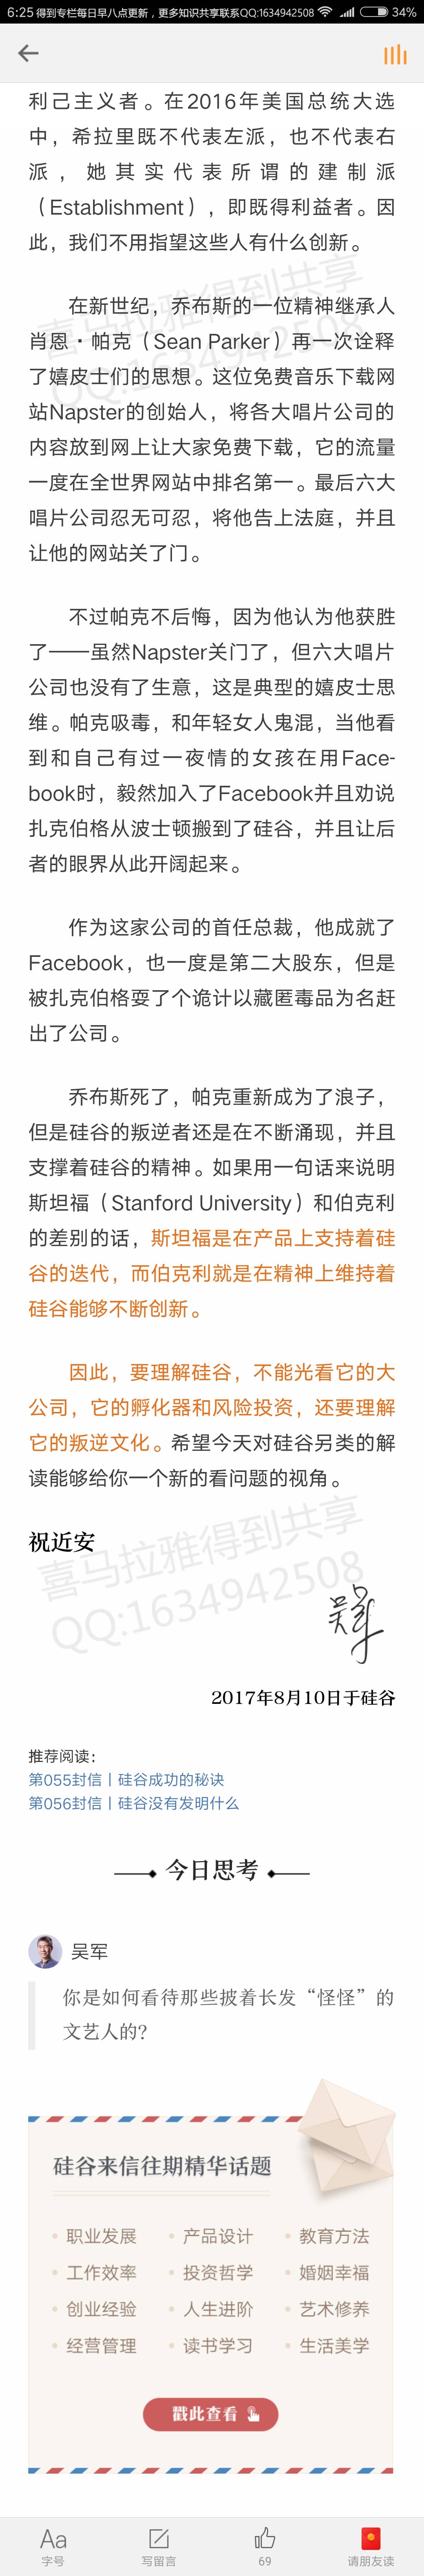 6:25 得到专栏每日早八点更新，更多知识共享联系QQ:1634942508 34%
利己主义者。在2016年美国总统大选
中，希拉里既不代表左派，也不代表右
派，她其实代表所谓的建制派
（Establishment），即既得利益者。因
此，我们不用指望这些人有什么创新。
在新世纪，乔布斯的一位精神继承人
肖恩·帕克（Sean Parker）再一次诠释
了嬉皮士们的思想。这位免费音乐下载网
站Napster的创始人，将各大唱片公司的
内容放到网上让大家免费下载，它的流量
一度在全世界网站中排名第一。最后六大
唱片公司忍无可忍，将他告上法庭，并且
让他的网站关了门。
喜马拉雅得到共享
QQ:1634942508
不过帕克不后悔，因为他认为他获胜
了——虽然Napster关门了，但六大唱片
公司也没有了生意，这是典型的嬉皮士思
维。帕克吸毒，和年轻女人鬼混，当他看
到和自己有过一夜情的女孩在用Face-
book时，毅然加入了Facebook并且劝说
扎克伯格从波士顿搬到了硅谷，并且让后
者的眼界从此开阔起来。
作为这家公司的首任总裁，他成就了
Facebook，也一度是第二大股东，但是
被扎克伯格耍了个诡计以藏匿毒品为名赶
出了公司。
乔布斯死了，帕克重新成为了浪子，
但是硅谷的叛逆者还是在不断涌现，并且
支撑着硅谷的精神。如果用一句话来说明
斯坦福（Stanford University）和伯克利
的差别的话，斯坦福是在产品上支持着硅
谷的迭代，而伯克利就是在精神上维持着
硅谷能够不断创新。
因此，要理解硅谷，不能光看它的大
公司，它的孵化器和风险投资，还要理解
它的叛逆文化。希望今天对硅谷另类的解
读能够给你一个新的看问题的视角。
祝近安
喜马拉雅得到共享
QQ:1634942508
吴军
2017年8月10日于硅谷
推荐阅读：
第055封信丨硅谷成功的秘诀
第056封信丨硅谷没有发明什么
今日思考
吴军
你是如何看待那些披着长发“怪怪”的
文艺人的？
硅谷来信往期精华话题
职业发展 产品设计 教育方法
工作效率 投资哲学 婚姻幸福
创业经验 人生进阶 艺术修养
经营管理 读书学习 生活美学
戳此查看
Aa
字号 写留言 69 请朋友读